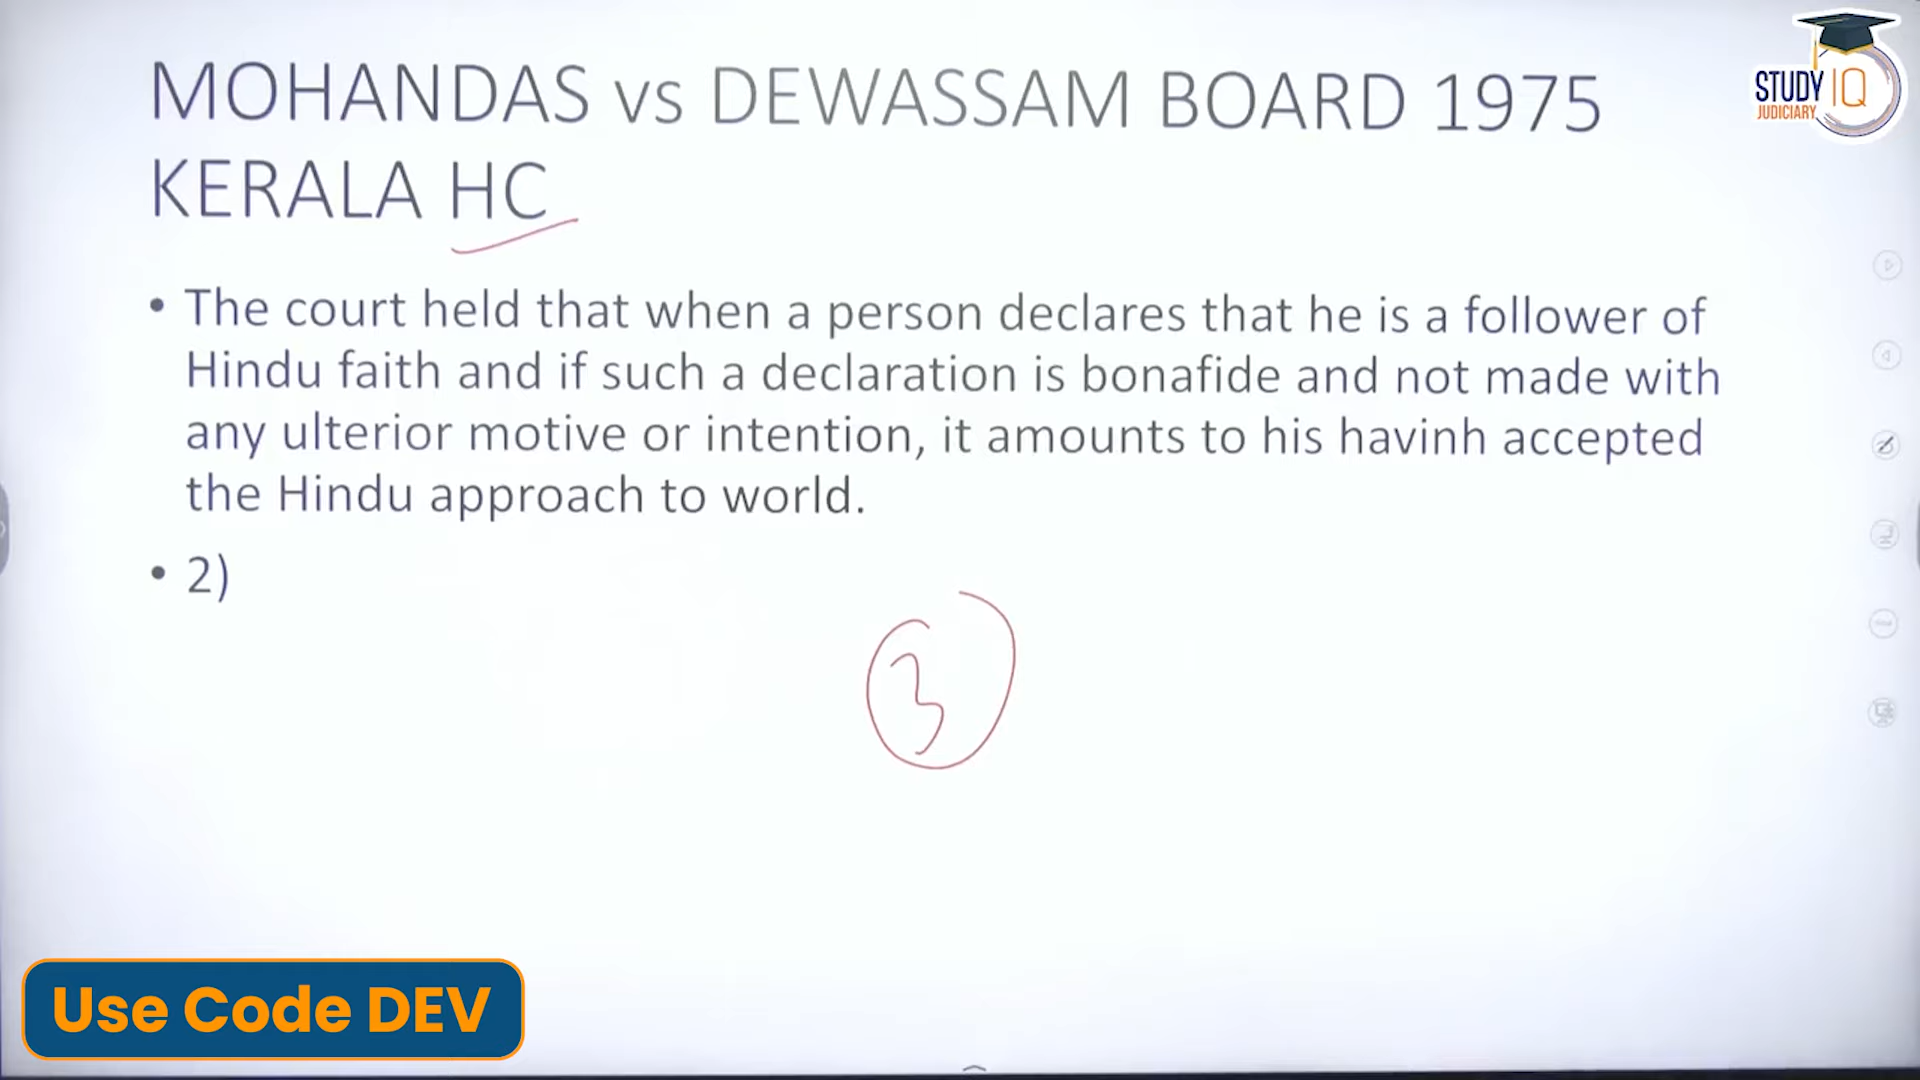 MOHANDAS vs DEWASSAM BOARD 1975
KERALA HC
STUDY IQ
JUDICIARY
• The court held that when a person declares that he is a follower of
Hindu faith and if such a declaration is bonafide and not made with
any ulterior motive or intention, it amounts to his havinh accepted
the Hindu approach to world.
• 2)
3
Use Code DEV